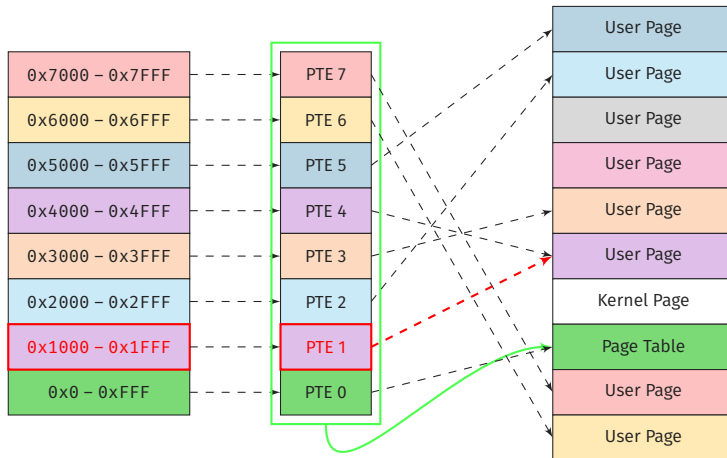 0x7000 – 0x7FFF
0x6000 – 0x6FFF
0x5000 – 0x5FFF
0x4000 – 0x4FFF
0x3000 – 0x3FFF
0x2000 – 0x2FFF
0x1000 – 0x1FFF
0x0 – 0xFFF
PTE 7
PTE 6
PTE 5
PTE 4
PTE 3
PTE 2
PTE 1
PTE 0
User Page
User Page
User Page
User Page
User Page
User Page
Kernel Page
Page Table
User Page
User Page